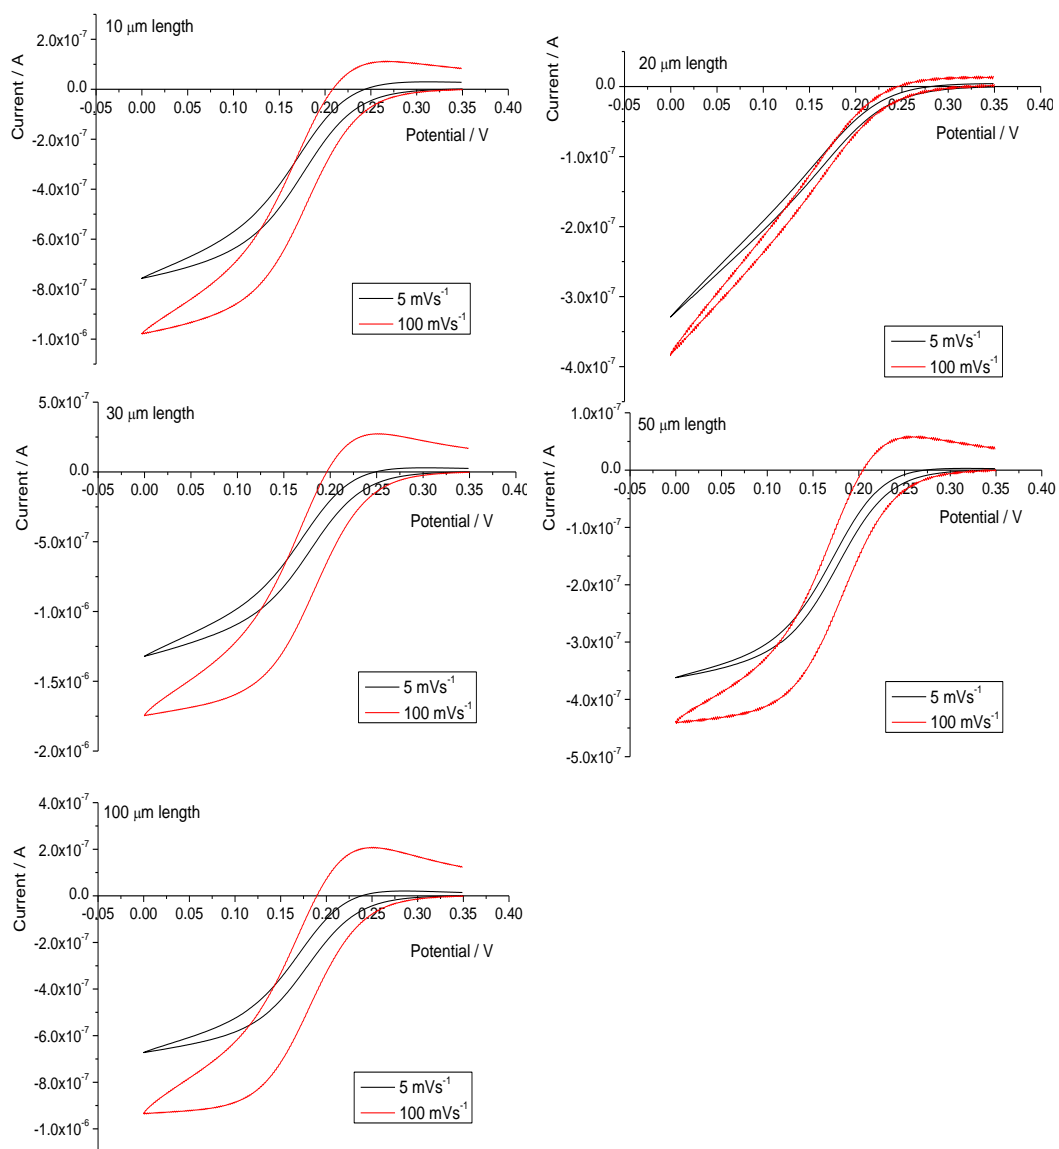 10 μm length
2.0x10⁻⁷
0.0
-2.0x10⁻⁷
-4.0x10⁻⁷
-6.0x10⁻⁷
-8.0x10⁻⁷
-1.0x10⁻⁶
-0.05 0.00 0.05 0.10 0.15 0.20 0.25 0.30 0.35 0.40
Current / A
Potential / V
5 mVs⁻¹
100 mVs⁻¹
20 μm length
0.0
-1.0x10⁻⁷
-2.0x10⁻⁷
-3.0x10⁻⁷
-4.0x10⁻⁷
-0.05 0.00 0.05 0.10 0.15 0.20 0.25 0.30 0.35 0.40
Current / A
Potential / V
5 mVs⁻¹
100 mVs⁻¹
30 μm length
5.0x10⁻⁷
0.0
-5.0x10⁻⁷
-1.0x10⁻⁶
-1.5x10⁻⁶
-2.0x10⁻⁶
-0.05 0.00 0.05 0.10 0.15 0.20 0.25 0.30 0.35 0.40
Current / A
Potential / V
5 mVs⁻¹
100 mVs⁻¹
50 μm length
1.0x10⁻⁷
0.0
-1.0x10⁻⁷
-2.0x10⁻⁷
-3.0x10⁻⁷
-4.0x10⁻⁷
-5.0x10⁻⁷
-0.05 0.00 0.05 0.10 0.15 0.20 0.25 0.30 0.35 0.40
Current / A
Potential / V
5 mVs⁻¹
100 mVs⁻¹
100 μm length
4.0x10⁻⁷
2.0x10⁻⁷
0.0
-2.0x10⁻⁷
-4.0x10⁻⁷
-6.0x10⁻⁷
-8.0x10⁻⁷
-1.0x10⁻⁶
-0.05 0.00 0.05 0.10 0.15 0.20 0.25 0.30 0.35 0.40
Current / A
Potential / V
5 mVs⁻¹
100 mVs⁻¹